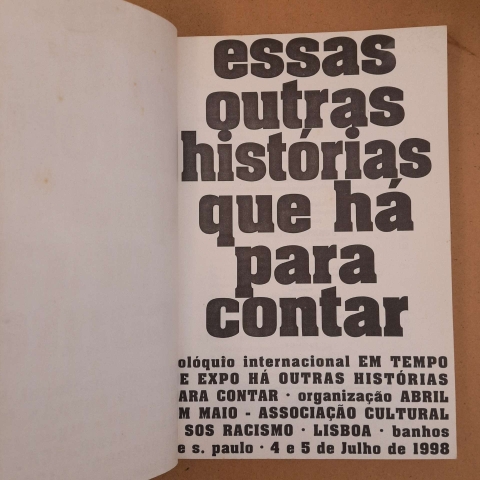 essas
outras
histórias
que há
para
contar
olóquio internacional EM TEMPO
E EXPO HÁ OUTRAS HISTÓRIAS
ARA CONTAR · organização ABRIL
M MAIO - ASSOCIAÇÃO CULTURAL
SOS RACISMO · LISBOA · banhos
e s. paulo · 4 e 5 de Julho de 1998